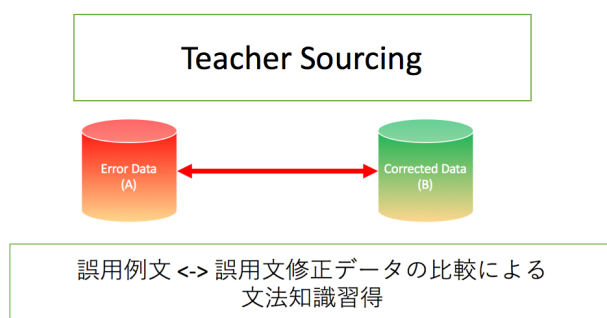 Teacher Sourcing
Error Data
(A)
Corrected Data
(B)
誤用例文 <-> 誤用文修正データの比較による
文法知識習得